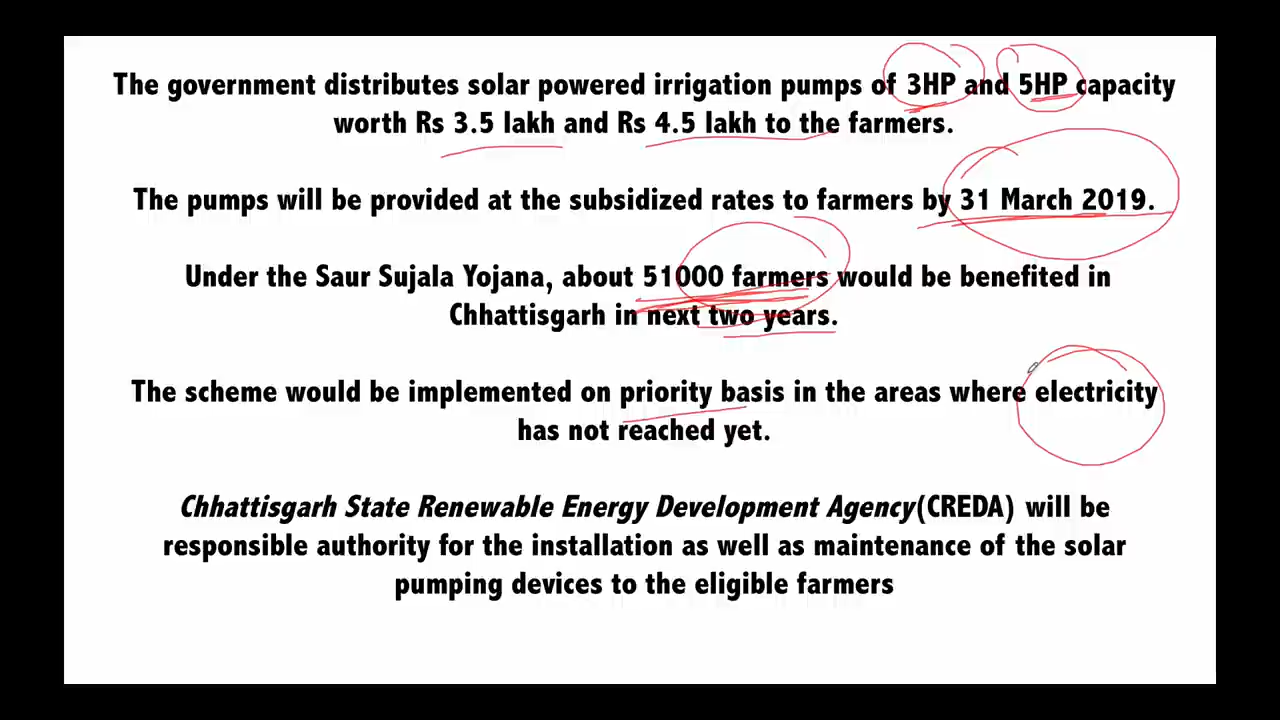 The government distributes solar powered irrigation pumps of 3HP and 5HP capacity
worth Rs 3.5 lakh and Rs 4.5 lakh to the farmers.
The pumps will be provided at the subsidized rates to farmers by 31 March 2019.
Under the Saur Sujala Yojana, about 51000 farmers would be benefited in
Chhattisgarh in next two years.
The scheme would be implemented on priority basis in the areas where electricity
has not reached yet.
Chhattisgarh State Renewable Energy Development Agency(CREDA) will be
responsible authority for the installation as well as maintenance of the solar
pumping devices to the eligible farmers